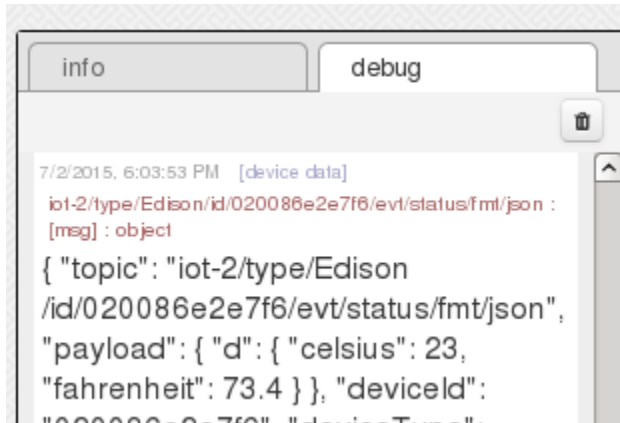 info
debug
7/2/2015, 6:03:53 PM [device data]
iot-2/type/Edison/id/020086e2e7f6/evt/status/fmt/json :
[msg] : object
{ "topic": "iot-2/type/Edison
/id/020086e2e7f6/evt/status/fmt/json",
"payload": { "d": { "celsius": 23,
"fahrenheit": 73.4 } }, "deviceId":
"020086e2e7f6", "deviceType":